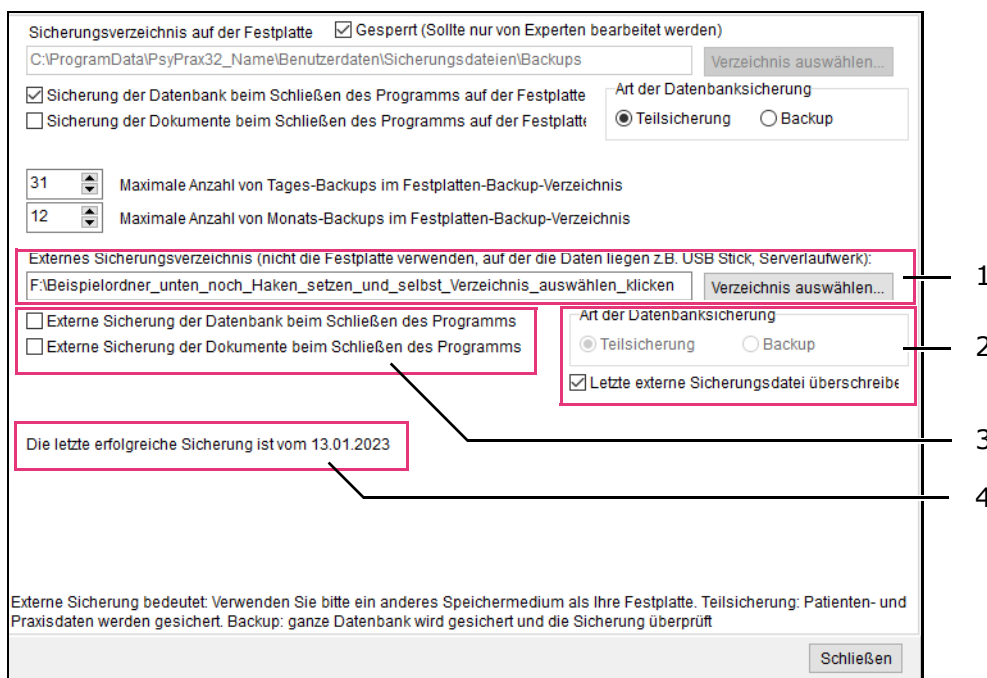 Sicherungsverzeichnis auf der Festplatte Gesperrt (Sollte nur von Experten bearbeitet werden)
C:\ProgramData\PsyPrax32_Name\Benutzerdaten\Sicherungsdateien\Backups Verzeichnis auswählen...
Sicherung der Datenbank beim Schließen des Programms auf der Festplatte
Sicherung der Dokumente beim Schließen des Programms auf der Festplatte
Art der Datenbanksicherung
Teilsicherung Backup
31 Maximale Anzahl von Tages-Backups im Festplatten-Backup-Verzeichnis
12 Maximale Anzahl von Monats-Backups im Festplatten-Backup-Verzeichnis
Externes Sicherungsverzeichnis (nicht die Festplatte verwenden, auf der die Daten liegen z.B. USB Stick, Serverlaufwerk):
1
F:\Beispielordner_unten_noch_Haken_setzen_und_selbst_Verzeichnis_auswählen_klicken Verzeichnis auswählen...
Externe Sicherung der Datenbank beim Schließen des Programms
Externe Sicherung der Dokumente beim Schließen des Programms
Art der Datenbanksicherung
Teilsicherung Backup
2
Letzte externe Sicherungsdatei überschreibe
3
Die letzte erfolgreiche Sicherung ist vom 13.01.2023
4
Externe Sicherung bedeutet: Verwenden Sie bitte ein anderes Speichermedium als Ihre Festplatte. Teilsicherung: Patienten- und
Praxisdaten werden gesichert. Backup: ganze Datenbank wird gesichert und die Sicherung überprüft
Schließen